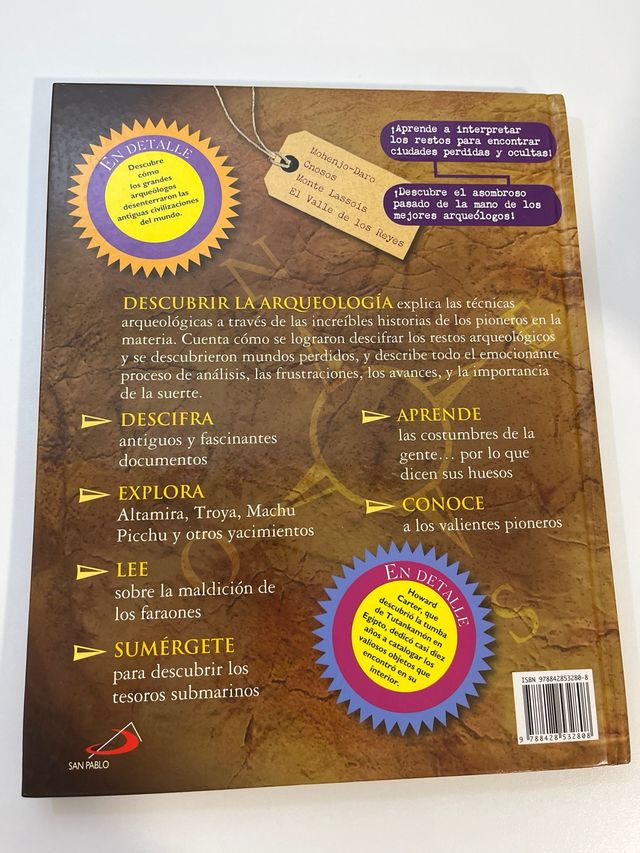 EN DETALLE
Descubre
cómo
los grandes
arqueólogos
desenterraron las
antiguas civilizaciones
del mundo.
Mohenjo-Daro
Cnosos
Monte Lassois
El Valle de los Reyes
¡Aprende a interpretar
los restos para encontrar
ciudades perdidas y ocultas!
¡Descubre el asombroso
pasado de la mano de los
mejores arqueólogos!
DESCUBRIR LA ARQUEOLOGÍA explica las técnicas
arqueológicas a través de las increíbles historias de los pioneros en la
materia. Cuenta cómo se lograron descifrar los restos arqueológicos
y se descubrieron mundos perdidos, y describe todo el emocionante
proceso de análisis, las frustraciones, los avances, y la importancia
de la suerte.
DESCIFRA
antiguos y fascinantes
documentos
EXPLORA
Altamira, Troya, Machu
Picchu y otros yacimientos
LEE
sobre la maldición de
los faraones
SUMÉRGETE
para descubrir los
tesoros submarinos
APRENDE
las costumbres de la
gente... por lo que
dicen sus huesos
CONOCE
a los valientes pioneros
EN DETALLE
Howard
Carter, que
descubrió la tumba
de Tutankamón en
Egipto, dedicó casi diez
años a catalogar los
valiosos objetos que
encontró en su
interior.
SAN PABLO
ISBN 978842853280-8
9 788428 532808